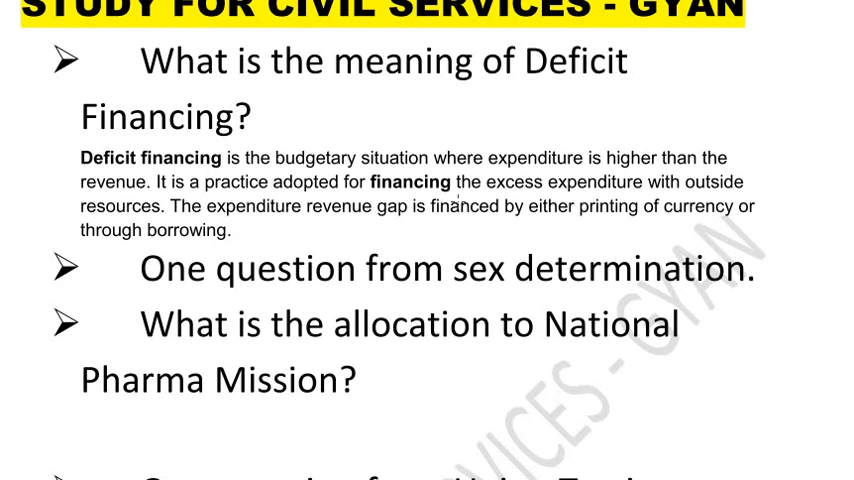 STUDY FOR CIVIL SERVICES - GYAN
➢ What is the meaning of Deficit
Financing?
Deficit financing is the budgetary situation where expenditure is higher than the
revenue. It is a practice adopted for financing the excess expenditure with outside
resources. The expenditure revenue gap is financed by either printing of currency or
through borrowing.
➢ One question from sex determination.
➢ What is the allocation to National
Pharma Mission?
VICES - GYAN